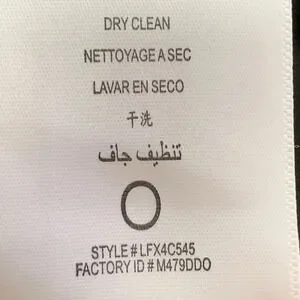 DRY CLEAN
NETTOYAGE A SEC
LAVAR EN SECO
干洗
تنظيف جاف
STYLE # LFX4C545
FACTORY ID # M479DDO